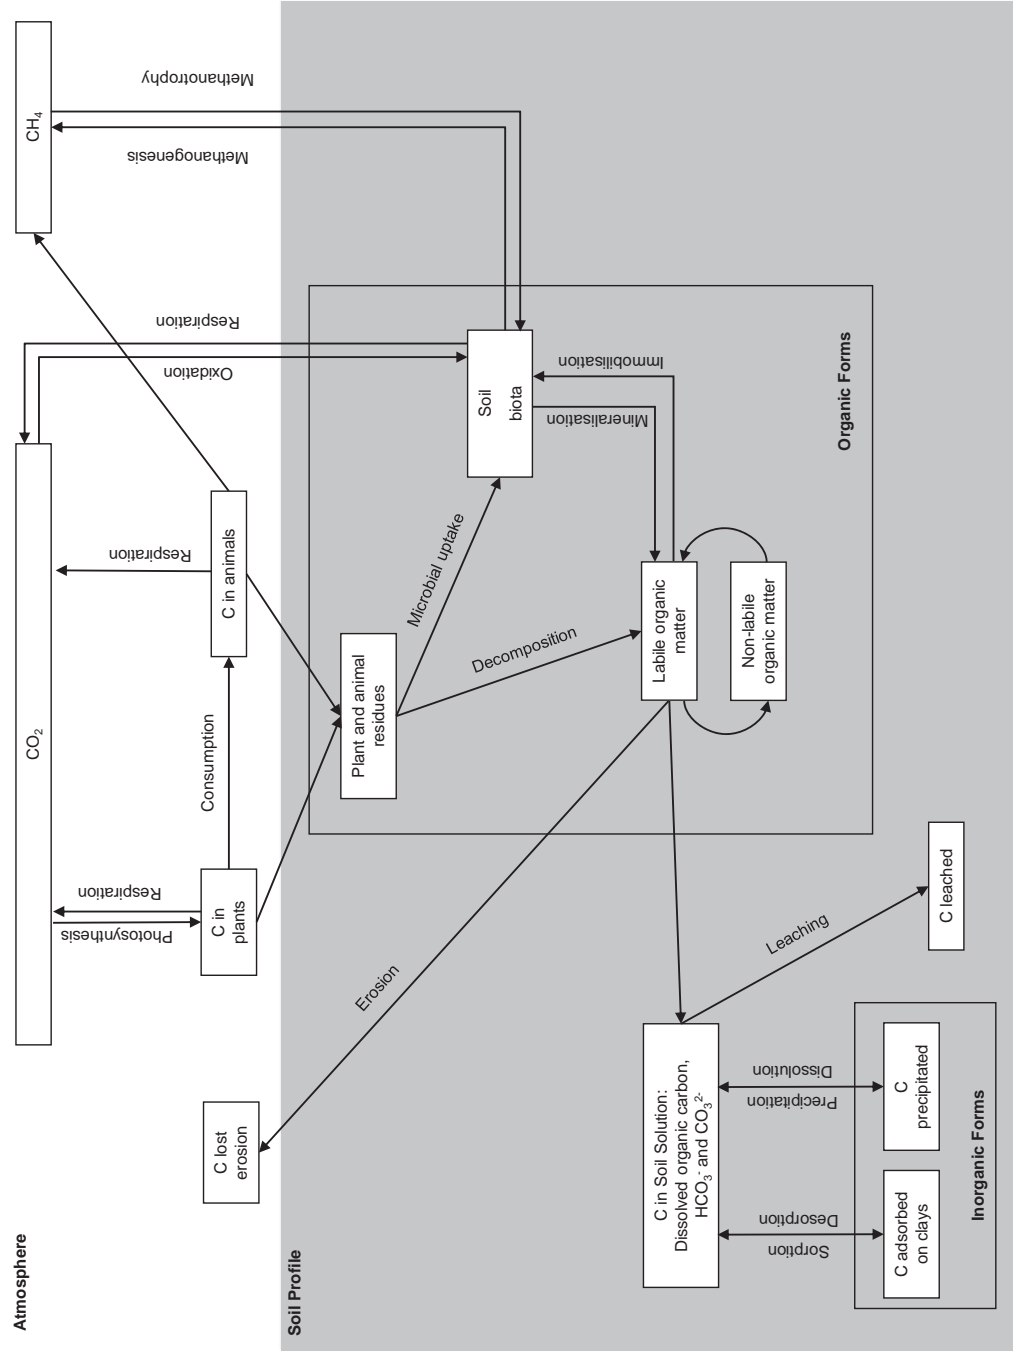 Atmosphere
CO2
CH4
Photosynthesis
Respiration
Consumption
Respiration
Oxidation
Respiration
Methanogenesis
Methanotrophy
C lost
erosion
C in
plants
C in animals
Soil Profile
Erosion
Plant and animal
residues
Microbial uptake
Decomposition
Soil
biota
Mineralisation
Immobilisation
Labile organic
matter
Non-labile
organic matter
Organic Forms
C in Soil Solution:
Dissolved organic carbon,
HCO3- and CO32-
Leaching
C leached
Sorption
Desorption
Precipitation
Dissolution
C adsorbed
on clays
C
precipitated
Inorganic Forms